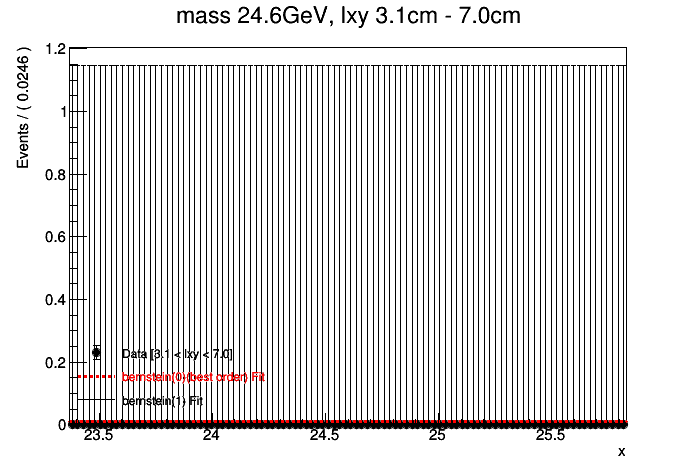 mass 24.6GeV, lxy 3.1cm - 7.0cm
Events / ( 0.0246 )
1.2
1
0.8
0.6
0.4
0.2
0
Data [3.1 < lxy < 7.0]
bernstein(0)(best order) Fit
bernstein(1) Fit
23.5 24 24.5 25 25.5
x